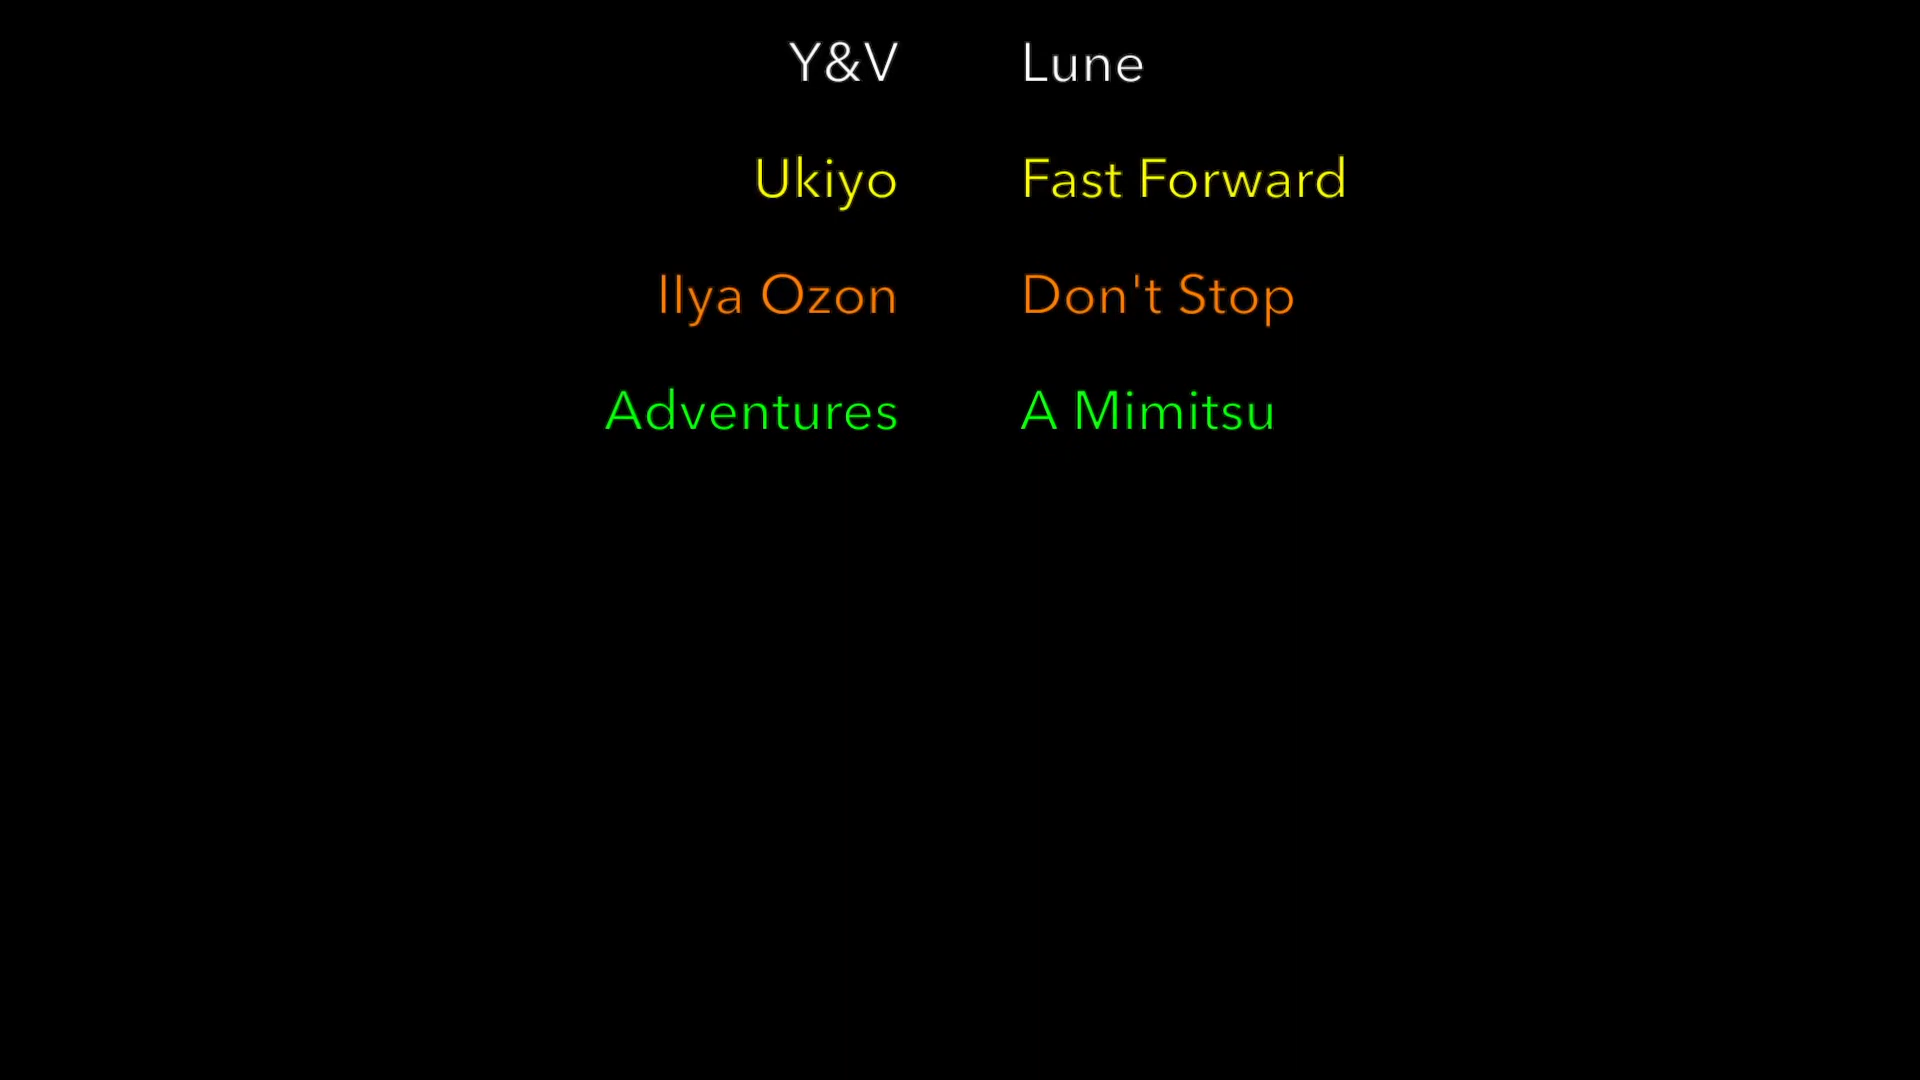 Y&V Lune
Ukiyo Fast Forward
Ilya Ozon Don't Stop
Adventures A Mimitsu